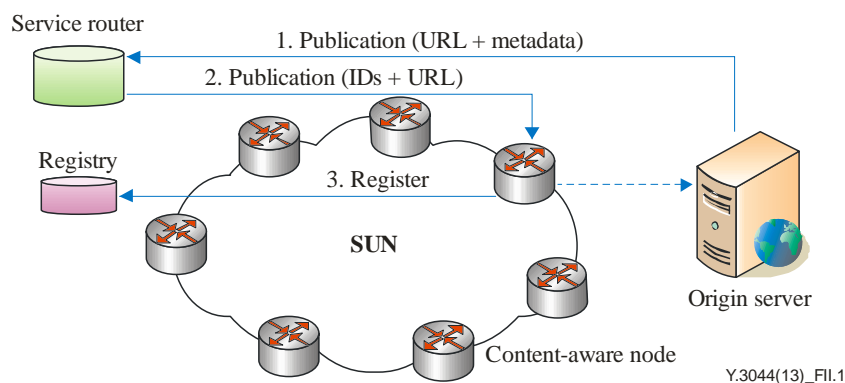 Service router
1. Publication (URL + metadata)
2. Publication (IDs + URL)
Registry
3. Register
SUN
Origin server
Content-aware node
Y.3044(13)_FII.1